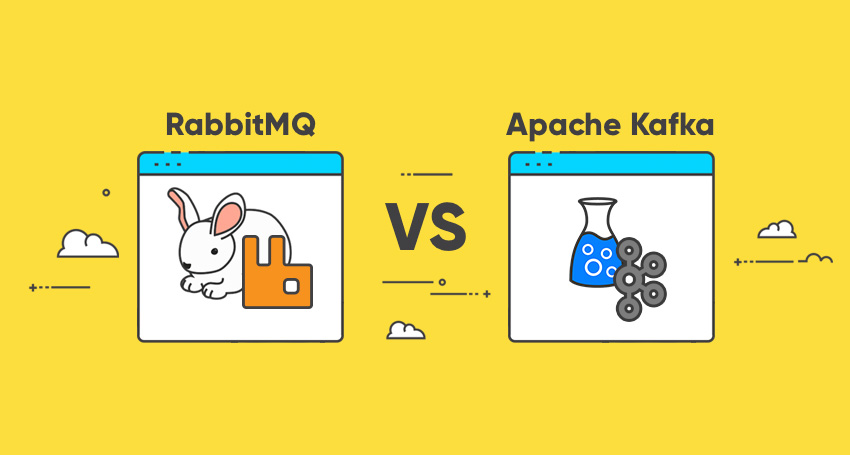 RabbitMQ
VS
Apache Kafka